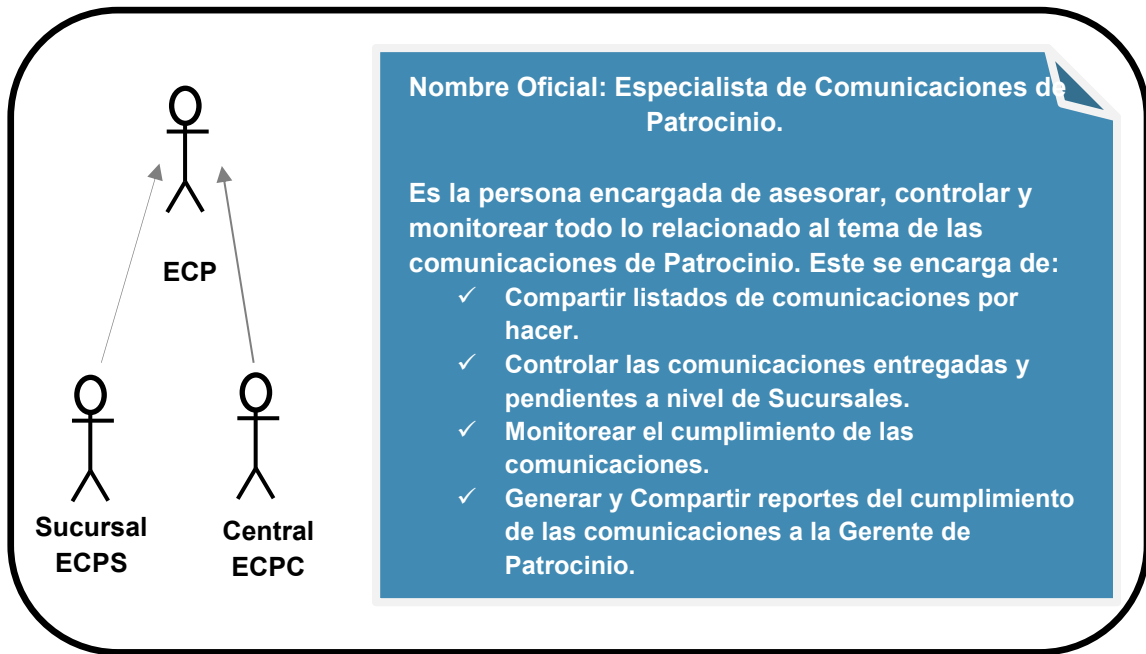 ECP
Sucursal
ECPS
Central
ECPC
Nombre Oficial: Especialista de Comunicaciones de
Patrocinio.
Es la persona encargada de asesorar, controlar y
monitorear todo lo relacionado al tema de las
comunicaciones de Patrocinio. Este se encarga de:
✓ Compartir listados de comunicaciones por
hacer.
✓ Controlar las comunicaciones entregadas y
pendientes a nivel de Sucursales.
✓ Monitorear el cumplimiento de las
comunicaciones.
✓ Generar y Compartir reportes del cumplimiento
de las comunicaciones a la Gerente de
Patrocinio.